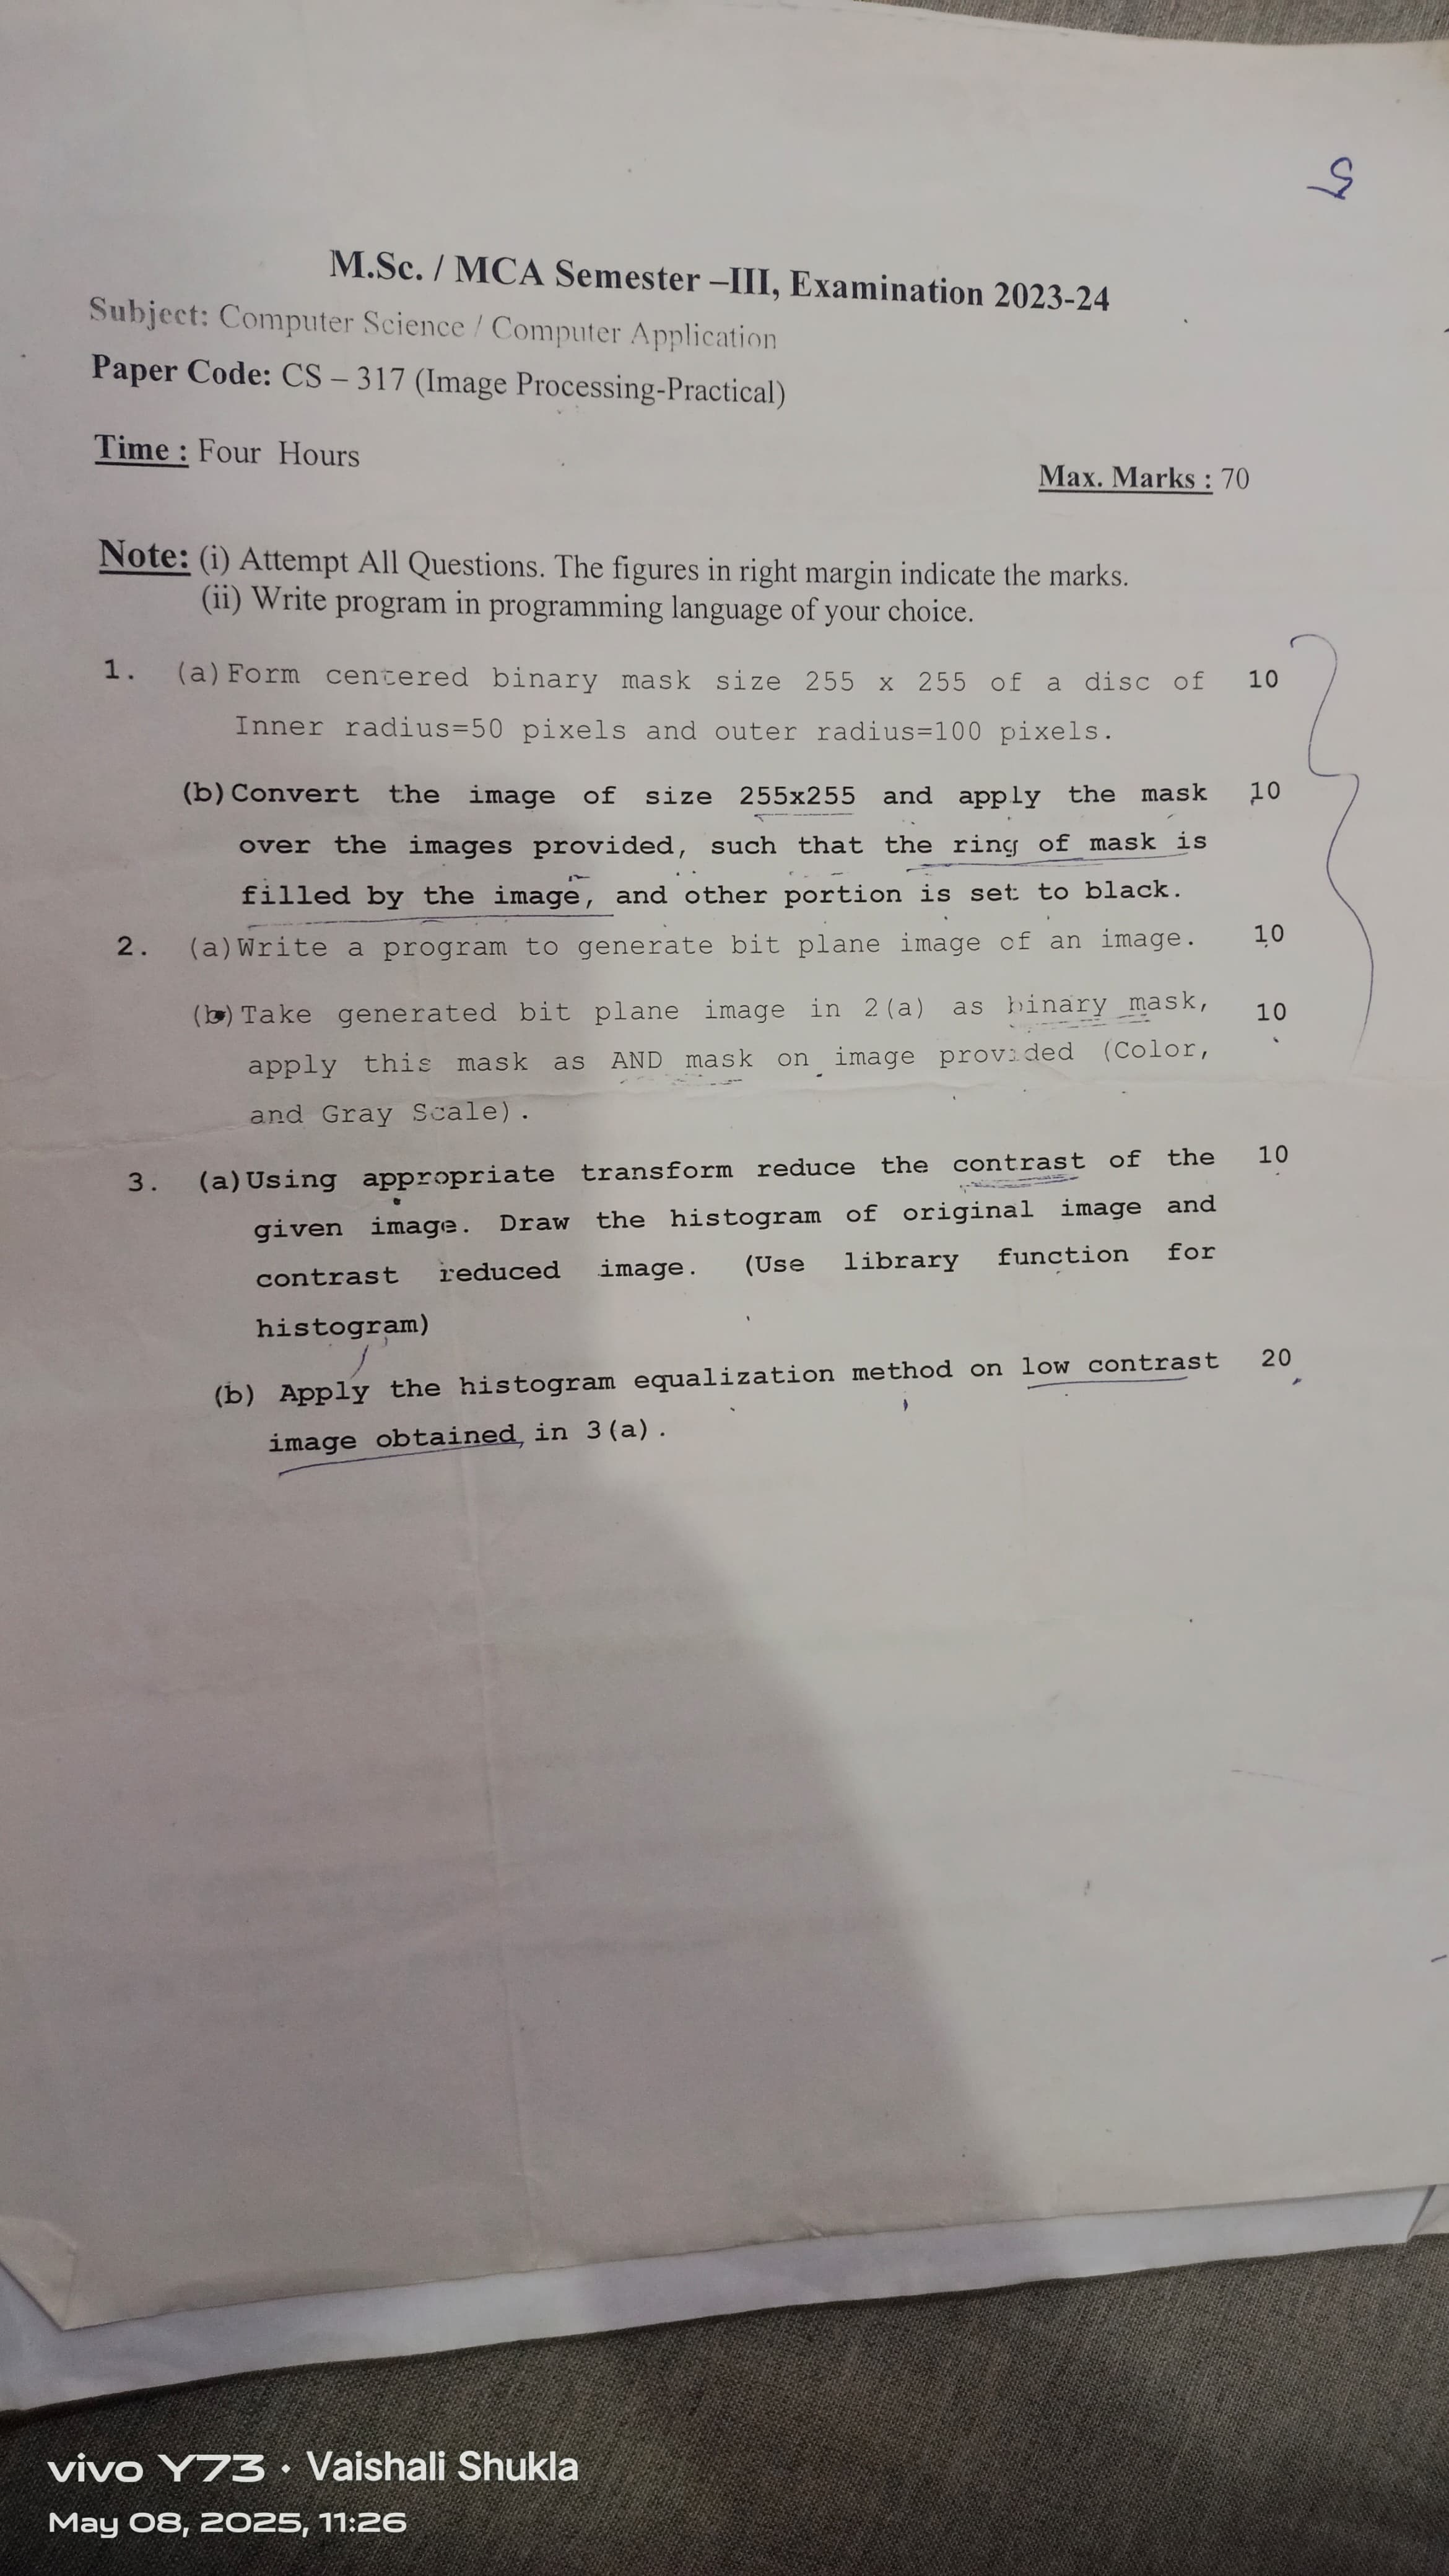 5
M.Sc. / MCA Semester –III, Examination 2023-24
Subject: Computer Science / Computer Application
Paper Code: CS – 317 (Image Processing-Practical)
Time : Four Hours
Max. Marks : 70
Note: (i) Attempt All Questions. The figures in right margin indicate the marks.
(ii) Write program in programming language of your choice.
1. (a) Form centered binary mask size 255 x 255 of a disc of 10
Inner radius=50 pixels and outer radius=100 pixels.
(b) Convert the image of size 255x255 and apply the mask 10
over the images provided, such that the ring of mask is
filled by the image, and other portion is set to black.
2. (a) Write a program to generate bit plane image of an image. 10
(b) Take generated bit plane image in 2(a) as binary mask, 10
apply this mask as AND mask on image provided (Color,
and Gray Scale).
3. (a) Using appropriate transform reduce the contrast of the 10
given image. Draw the histogram of original image and
contrast reduced image. (Use library function for
histogram)
(b) Apply the histogram equalization method on low contrast 20
image obtained in 3(a).
vivo Y73 · Vaishali Shukla
May 08, 2025, 11:26